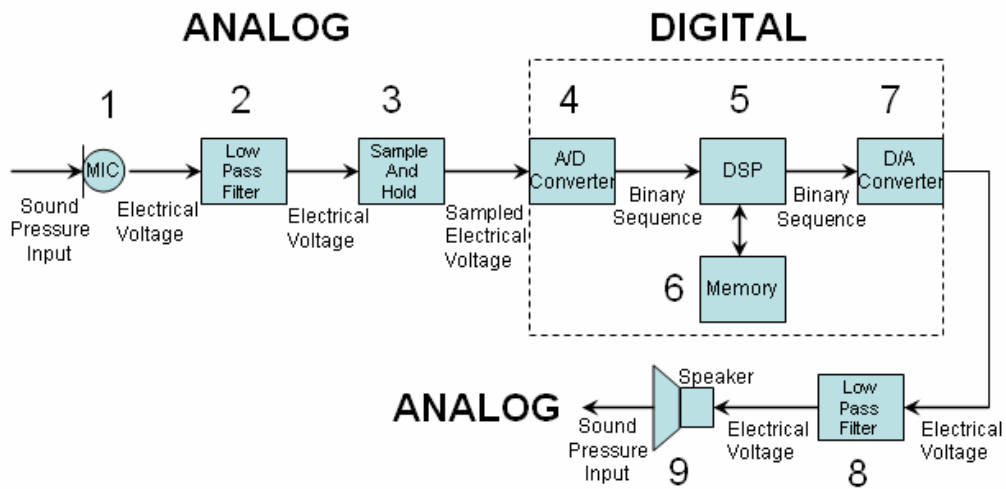 ANALOG
DIGITAL
1
2
3
4
5
7
MIC
Low
Pass
Filter
Sample
And
Hold
A/D
Converter
DSP
D/A
Converter
Sound
Pressure
Input
Electrical
Voltage
Electrical
Voltage
Sampled
Electrical
Voltage
Binary
Sequence
Binary
Sequence
6
Memory
ANALOG
Speaker
Low
Pass
Filter
Sound
Pressure
Input
9
Electrical
Voltage
8
Electrical
Voltage